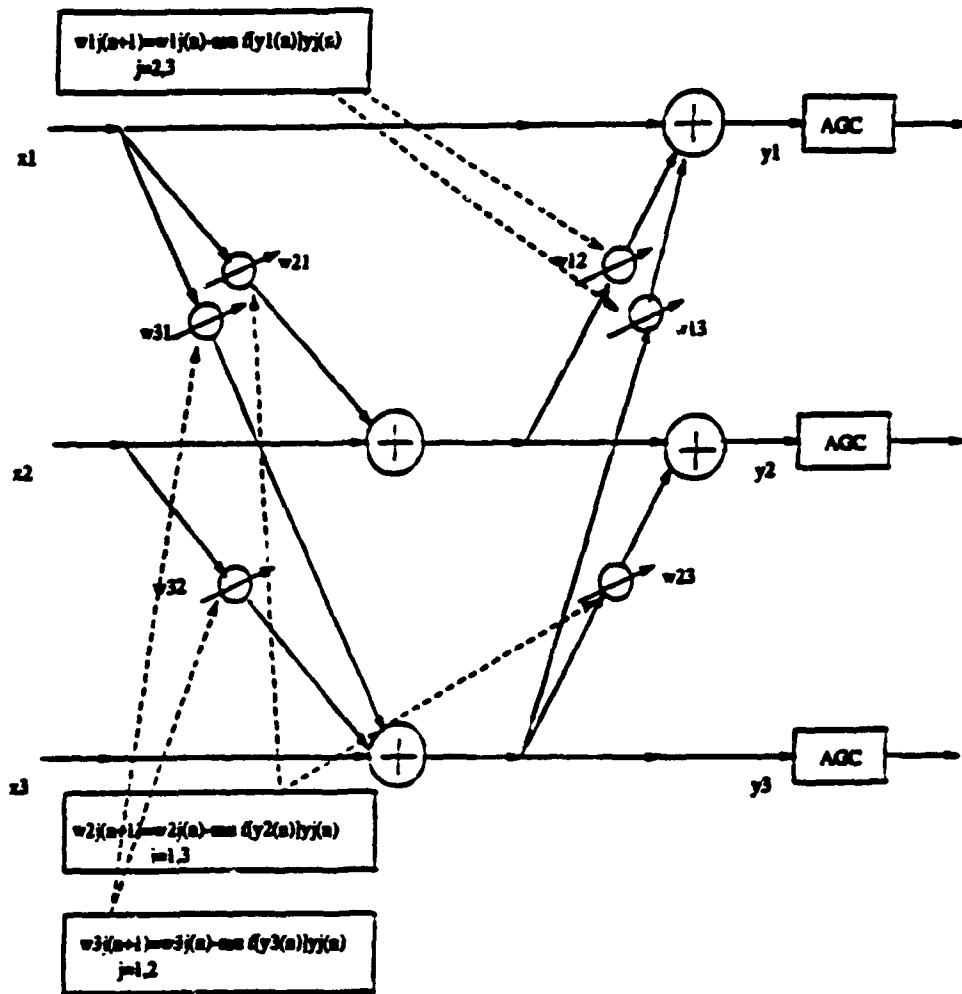 w1j(n+1)=w1j(n)-mu f[y1(n)]yj(n)
j=2,3
x1
y1
AGC
w21
w12
w31
w13
x2
y2
AGC
w32
w23
x3
y3
AGC
w2j(n+1)=w2j(n)-mu f[y2(n)]yj(n)
j=1,3
w3j(n+1)=w3j(n)-mu f[y3(n)]yj(n)
j=1,2